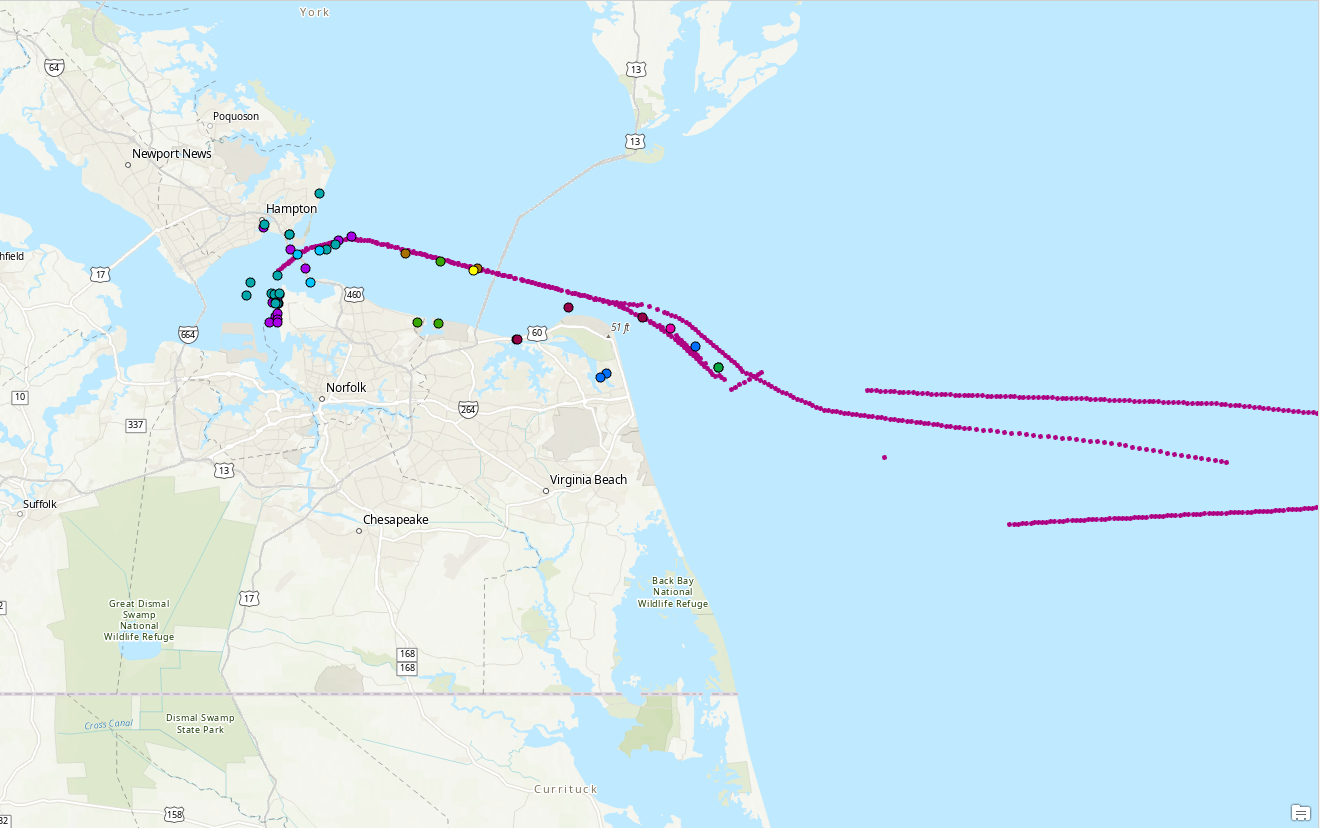 York
64
13
Poquoson
13
Newport News
Hampton
hfield
17
460
51 ft
664
60
Norfolk
10
264
337
13
Virginia Beach
Suffolk
Chesapeake
Back Bay
National
Wildlife Refuge
17
Great Dismal
Swamp
National
Wildlife Refuge
2
168
168
Dismal Swamp
State Park
Cross Canal
Currituck
158
32